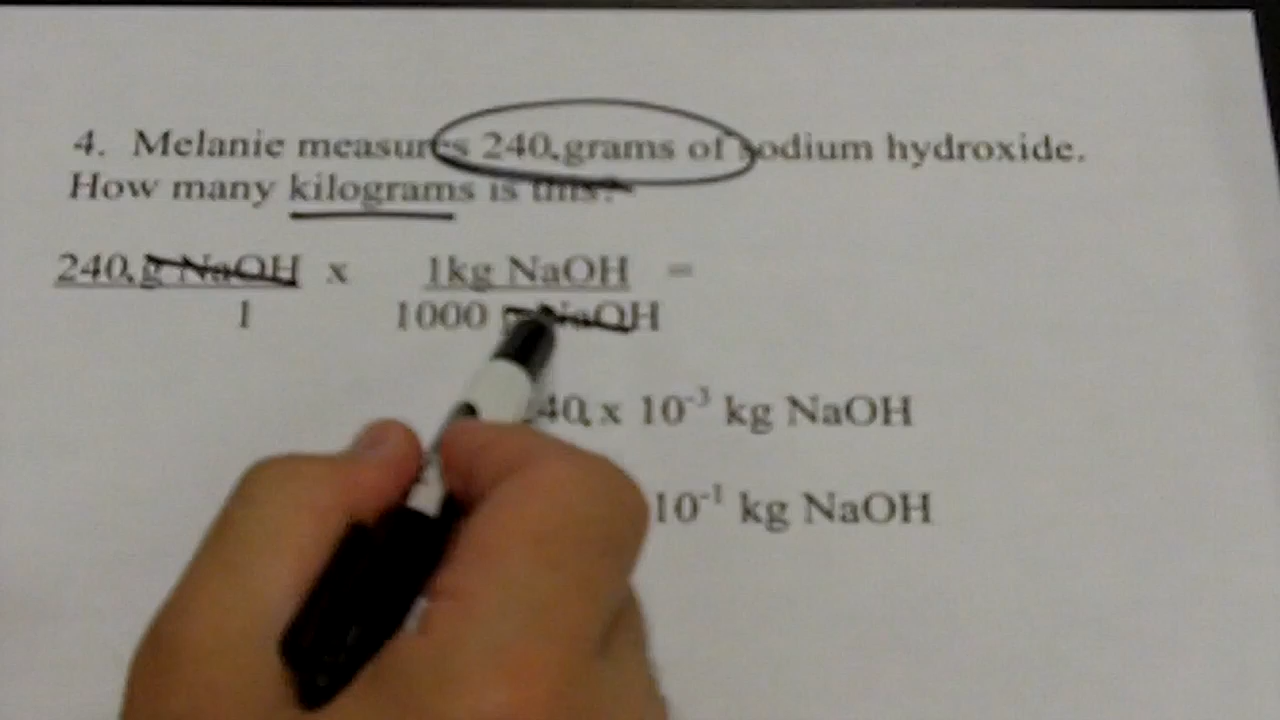 4. Melanie measures 240. grams of sodium hydroxide.
How many kilograms is this?
240. g NaOH x 1kg NaOH =
1 1000 g NaOH
40. x 10⁻³ kg NaOH
10⁻¹ kg NaOH